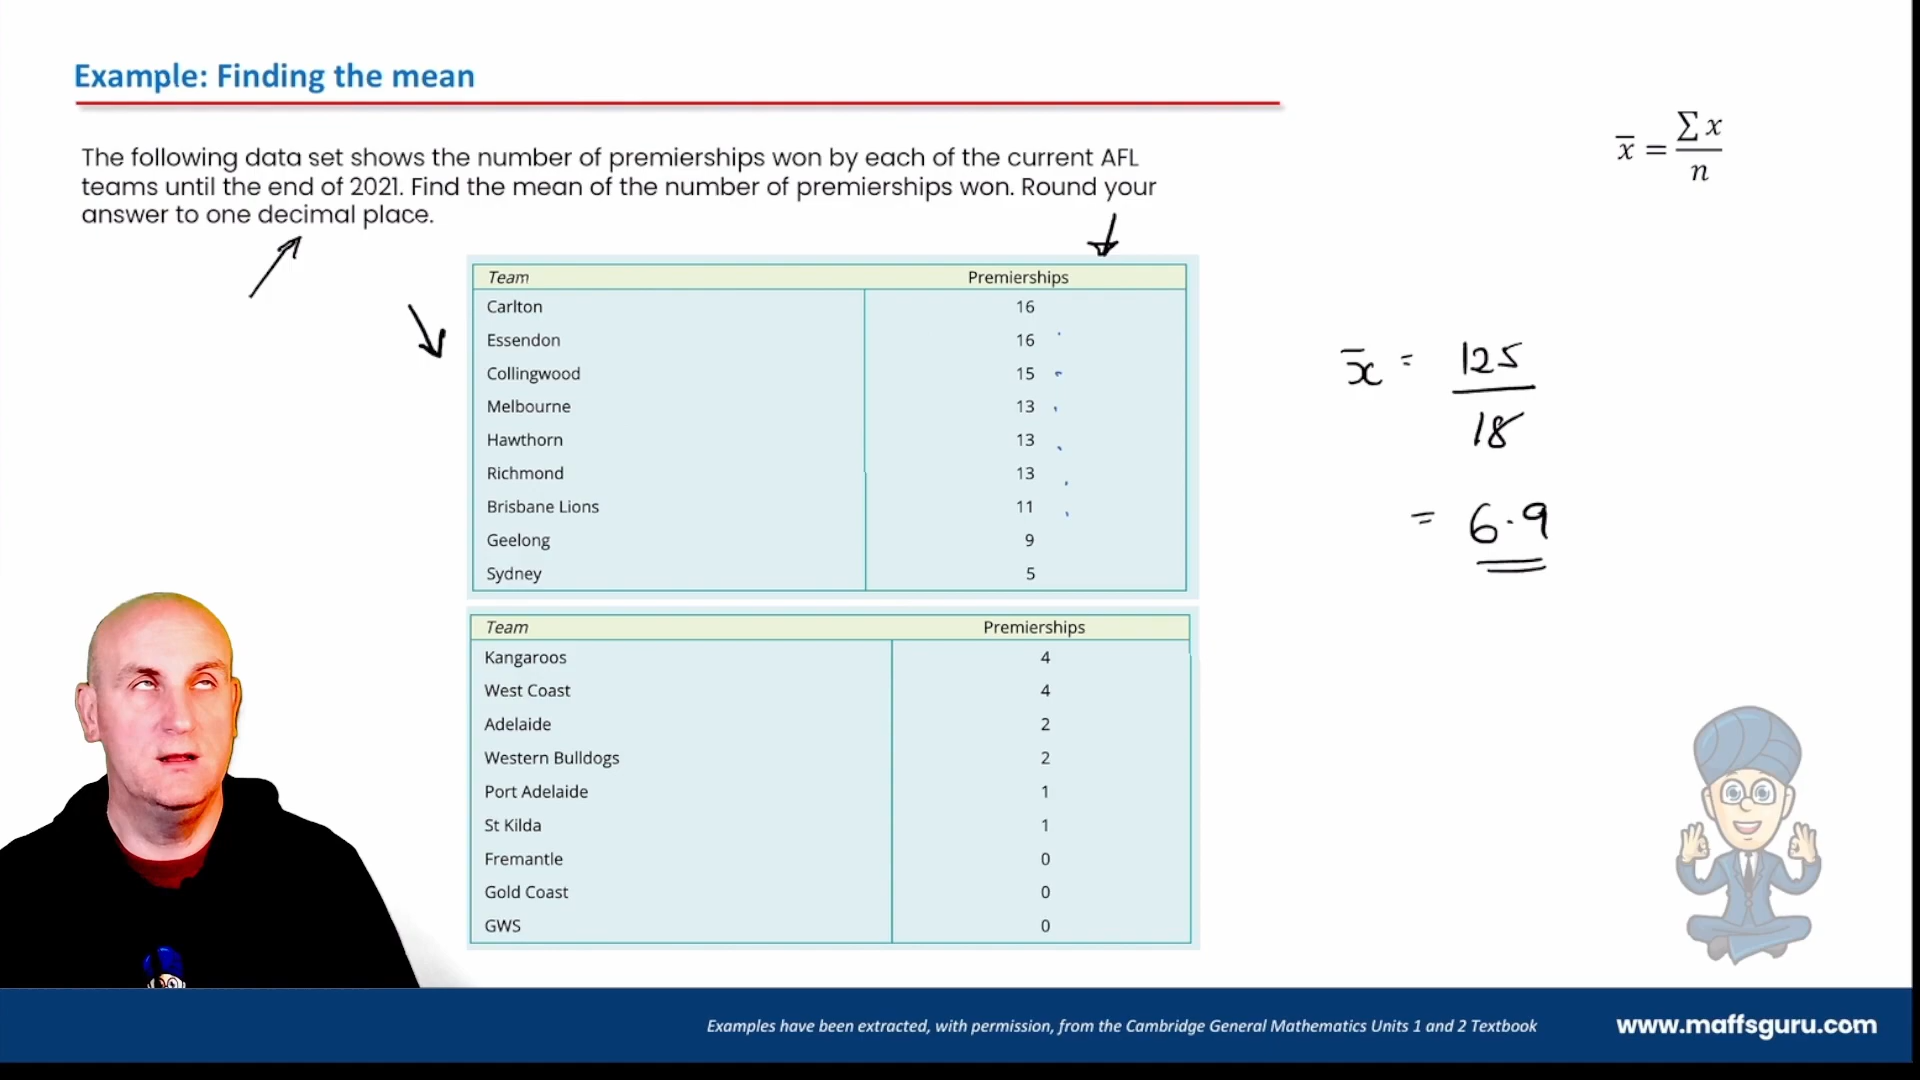 Example: Finding the mean
The following data set shows the number of premierships won by each of the current AFL
teams until the end of 2021. Find the mean of the number of premierships won. Round your
answer to one decimal place.
x̄ = ∑x / n
Team Premierships
Carlton 16
Essendon 16
Collingwood 15
Melbourne 13
Hawthorn 13
Richmond 13
Brisbane Lions 11
Geelong 9
Sydney 5
Team Premierships
Kangaroos 4
West Coast 4
Adelaide 2
Western Bulldogs 2
Port Adelaide 1
St Kilda 1
Fremantle 0
Gold Coast 0
GWS 0
x̄ = 125 / 18
= 6.9
Examples have been extracted, with permission, from the Cambridge General Mathematics Units 1 and 2 Textbook
www.maffsguru.com